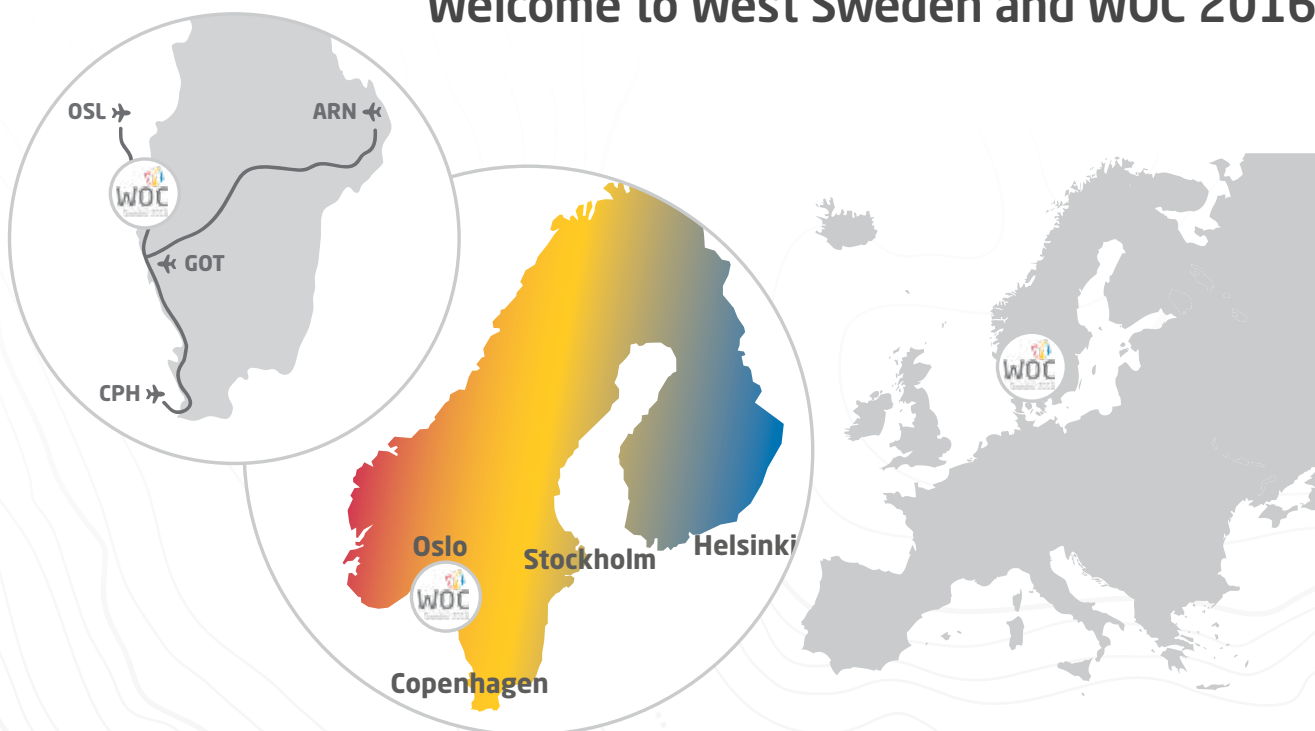 Welcome to West Sweden and WOC 2016
OSL
ARN
WOC
GOT
CPH
WOC
Oslo
Stockholm
Helsinki
WOC
Copenhagen